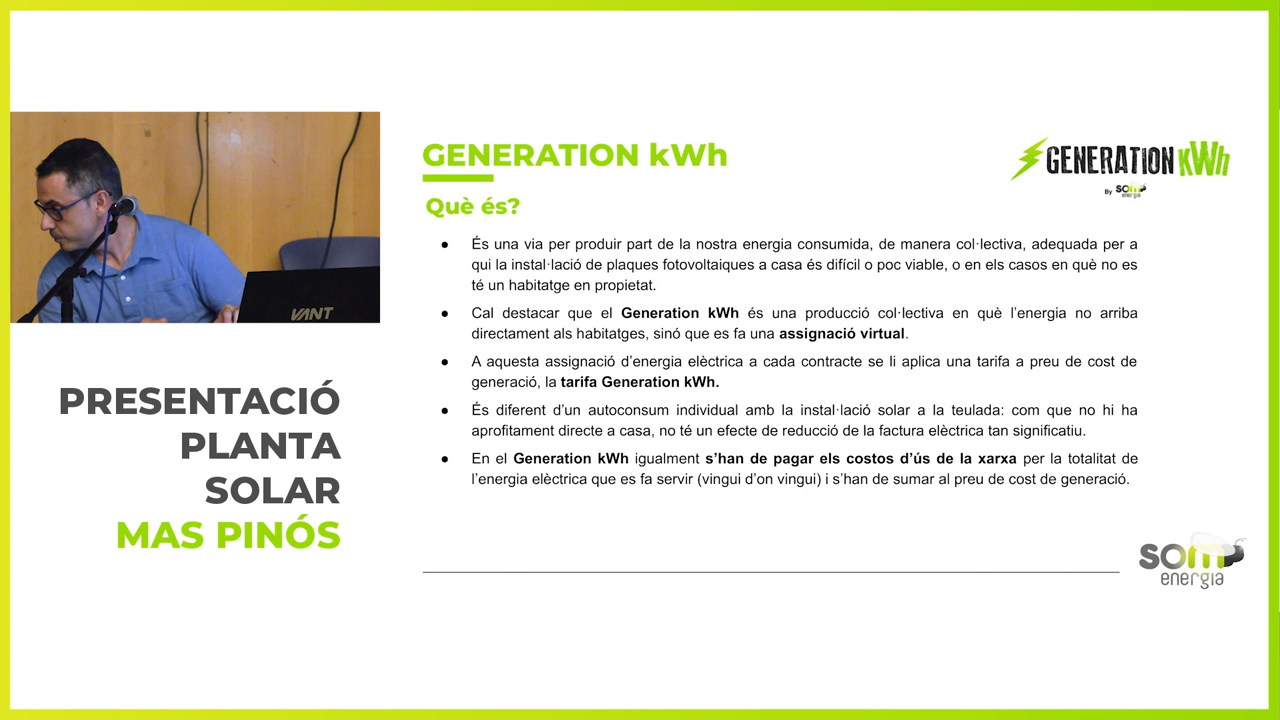 VANT
PRESENTACIÓ
PLANTA
SOLAR
MAS PINÓS
GENERATION kWh
GENERATION kWh
By som energia
Què és?
● És una via per produir part de la nostra energia consumida, de manera col·lectiva, adequada per a
qui la instal·lació de plaques fotovoltaiques a casa és difícil o poc viable, o en els casos en què no es
té un habitatge en propietat.
● Cal destacar que el Generation kWh és una producció col·lectiva en què l’energia no arriba
directament als habitatges, sinó que es fa una assignació virtual.
● A aquesta assignació d’energia elèctrica a cada contracte se li aplica una tarifa a preu de cost de
generació, la tarifa Generation kWh.
● És diferent d’un autoconsum individual amb la instal·lació solar a la teulada: com que no hi ha
aprofitament directe a casa, no té un efecte de reducció de la factura elèctrica tan significatiu.
● En el Generation kWh igualment s’han de pagar els costos d’ús de la xarxa per la totalitat de
l’energia elèctrica que es fa servir (vingui d’on vingui) i s’han de sumar al preu de cost de generació.
som
energia